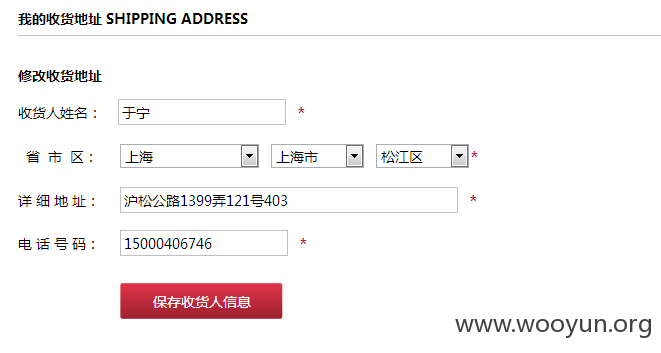 我的收货地址 SHIPPING ADDRESS
修改收货地址
收货人姓名： 于宁 *
省 市 区： 上海 上海市 松江区 *
详细地址： 沪松公路1399弄121号403 *
电话号码： 15000406746 *
保存收货人信息
www.wooyun.org